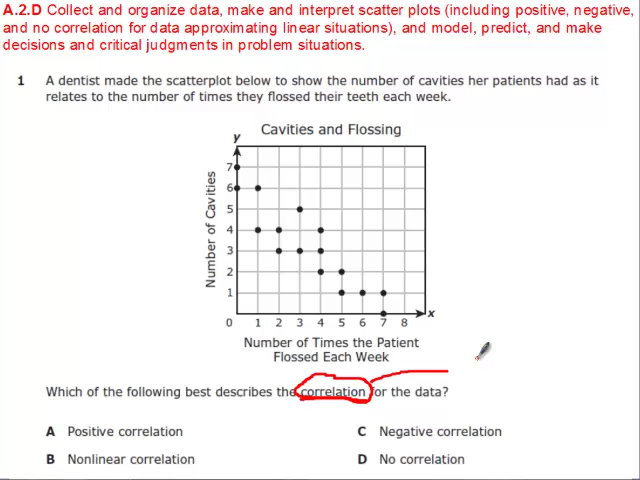 A.2.D Collect and organize data, make and interpret scatter plots (including positive, negative,
and no correlation for data approximating linear situations), and model, predict, and make
decisions and critical judgments in problem situations.
1 A dentist made the scatterplot below to show the number of cavities her patients had as it
relates to the number of times they flossed their teeth each week.
Cavities and Flossing
y
7
6
5
4
3
2
1
Number of Cavities
0 1 2 3 4 5 6 7 8
x
Number of Times the Patient
Flossed Each Week
Which of the following best describes the correlation for the data?
A Positive correlation
C Negative correlation
B Nonlinear correlation
D No correlation